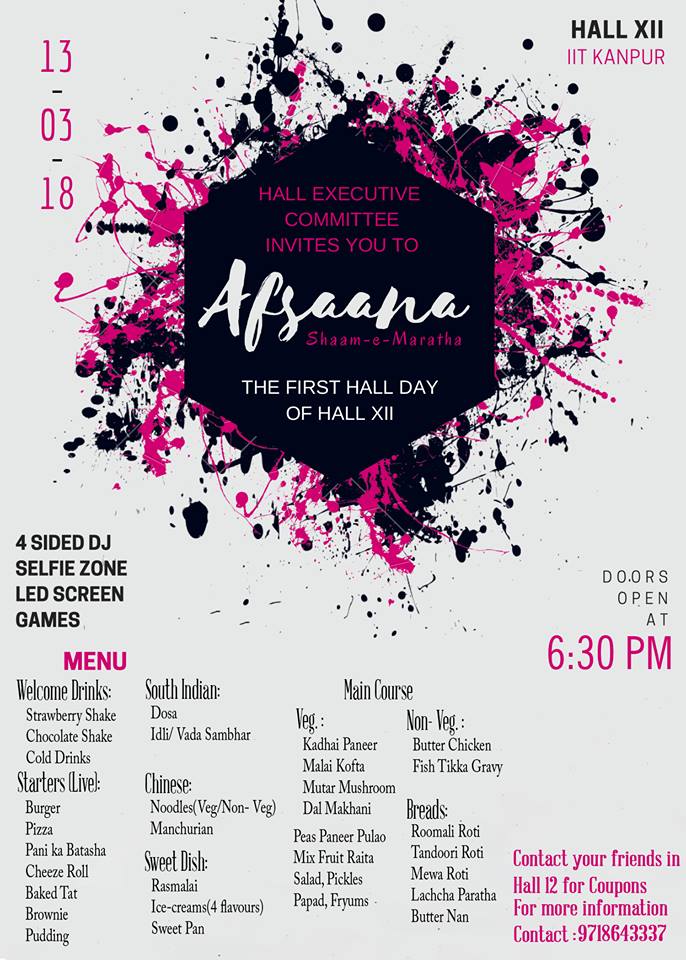 13
-
03
-
18
HALL XII
IIT KANPUR
HALL EXECUTIVE
COMMITTEE
INVITES YOU TO
Afsaana
Shaam-e-Maratha
THE FIRST HALL DAY
OF HALL XII
4 SIDED DJ
SELFIE ZONE
LED SCREEN
GAMES
DOORS
OPEN
AT
6:30 PM
MENU
Welcome Drinks:
Strawberry Shake
Chocolate Shake
Cold Drinks
Starters (Live):
Burger
Pizza
Pani ka Batasha
Cheeze Roll
Baked Tat
Brownie
Pudding
South Indian:
Dosa
Idli/ Vada Sambhar
Chinese:
Noodles(Veg/Non- Veg)
Manchurian
Sweet Dish:
Rasmalai
Ice-creams(4 flavours)
Sweet Pan
Main Course
Veg. :
Kadhai Paneer
Malai Kofta
Mutar Mushroom
Dal Makhani
Peas Paneer Pulao
Mix Fruit Raita
Salad, Pickles
Papad, Fryums
Non- Veg. :
Butter Chicken
Fish Tikka Gravy
Breads:
Roomali Roti
Tandoori Roti
Mewa Roti
Lachcha Paratha
Butter Nan
Contact your friends in
Hall 12 for Coupons
For more information
Contact :9718643337